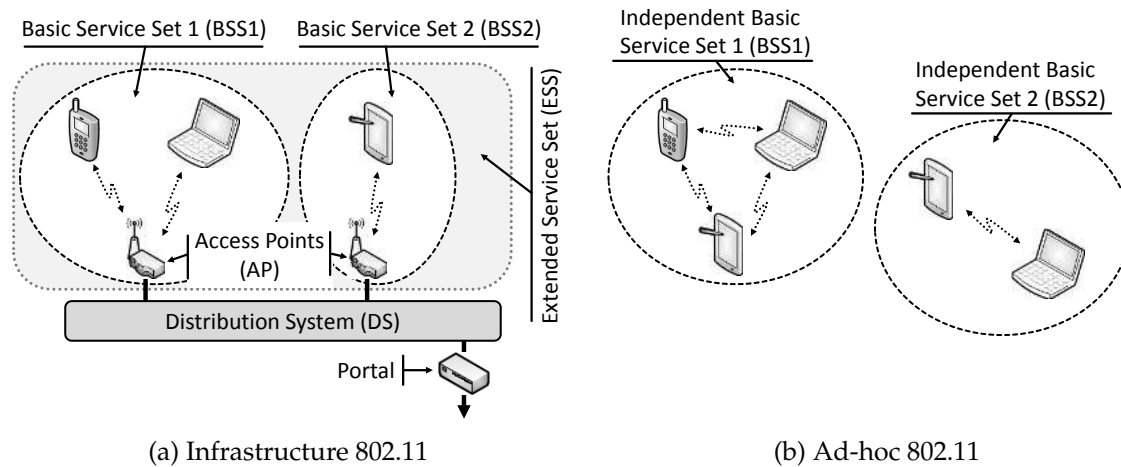 Basic Service Set 1 (BSS1)
Basic Service Set 2 (BSS2)
Extended Service Set (ESS)
Access Points
(AP)
Distribution System (DS)
Portal
(a) Infrastructure 802.11
Independent Basic
Service Set 1 (BSS1)
Independent Basic
Service Set 2 (BSS2)
(b) Ad-hoc 802.11